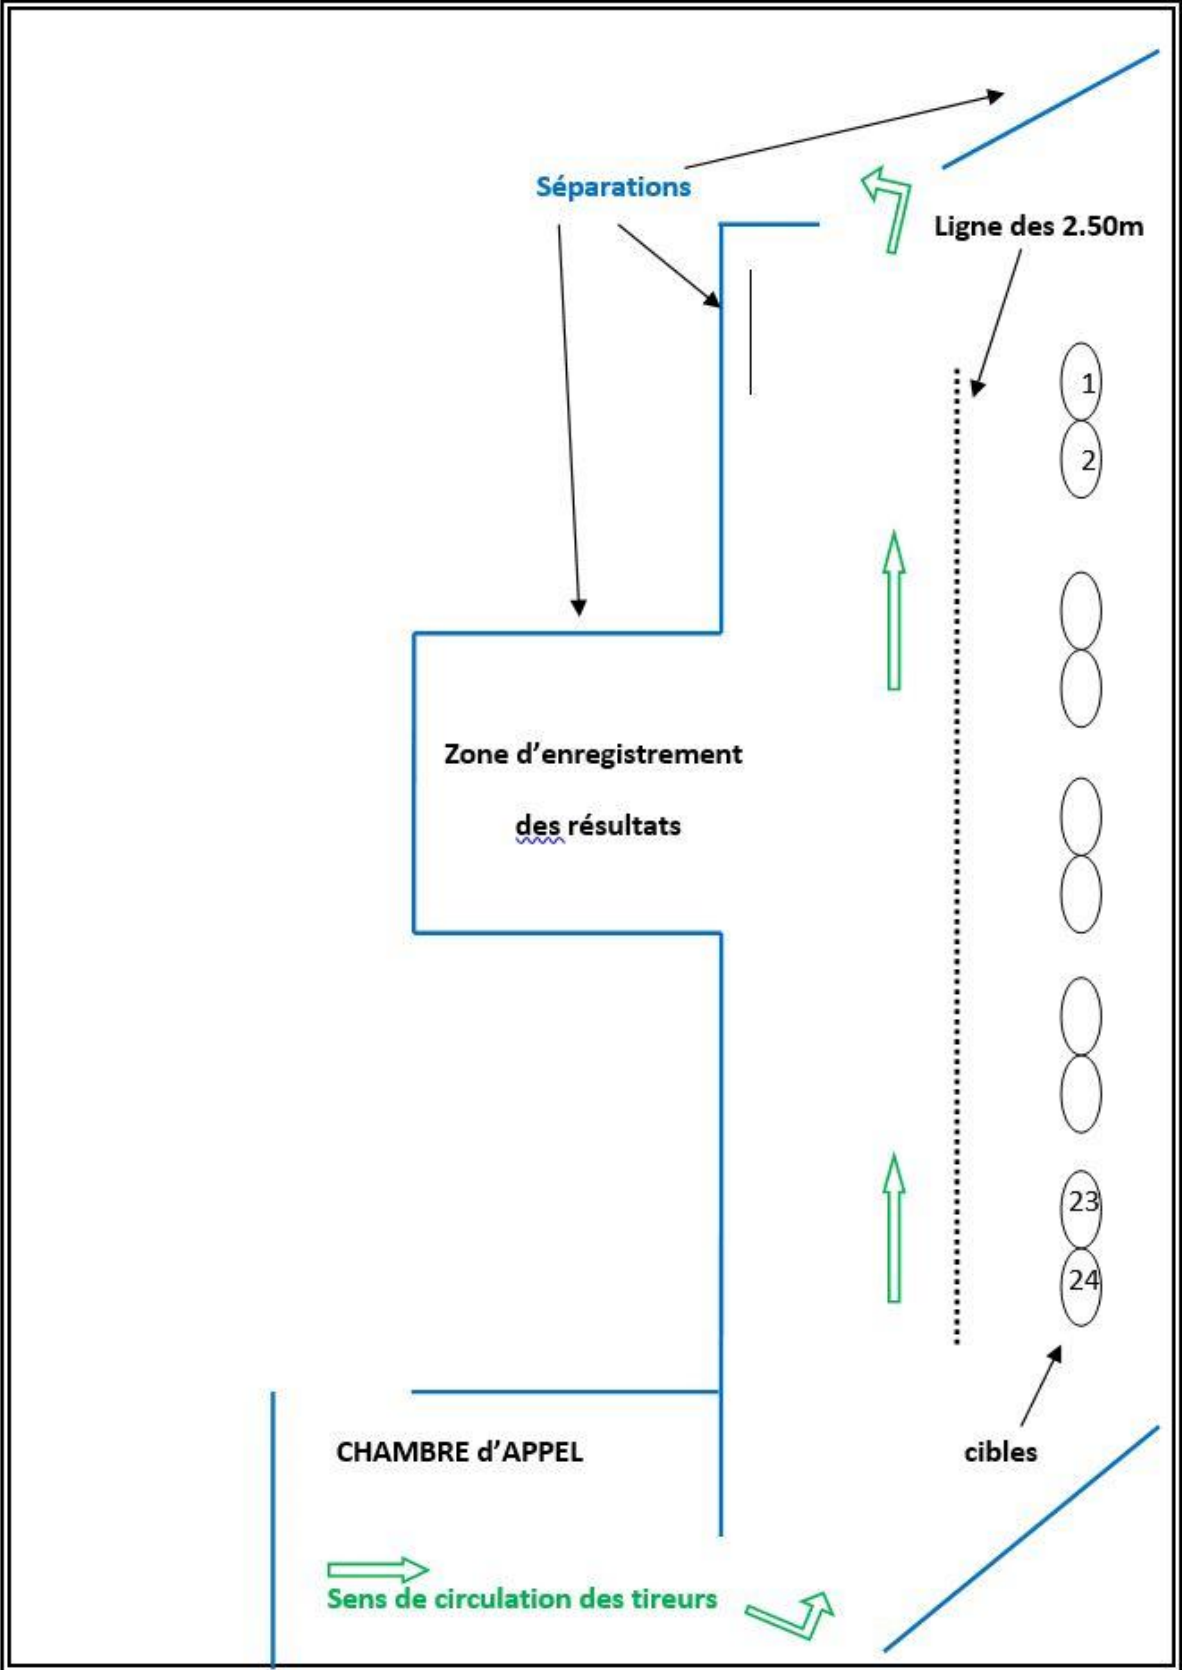 Séparations
Ligne des 2.50m
1
2
Zone d’enregistrement
des résultats
23
24
CHAMBRE d’APPEL
cibles
Sens de circulation des tireurs